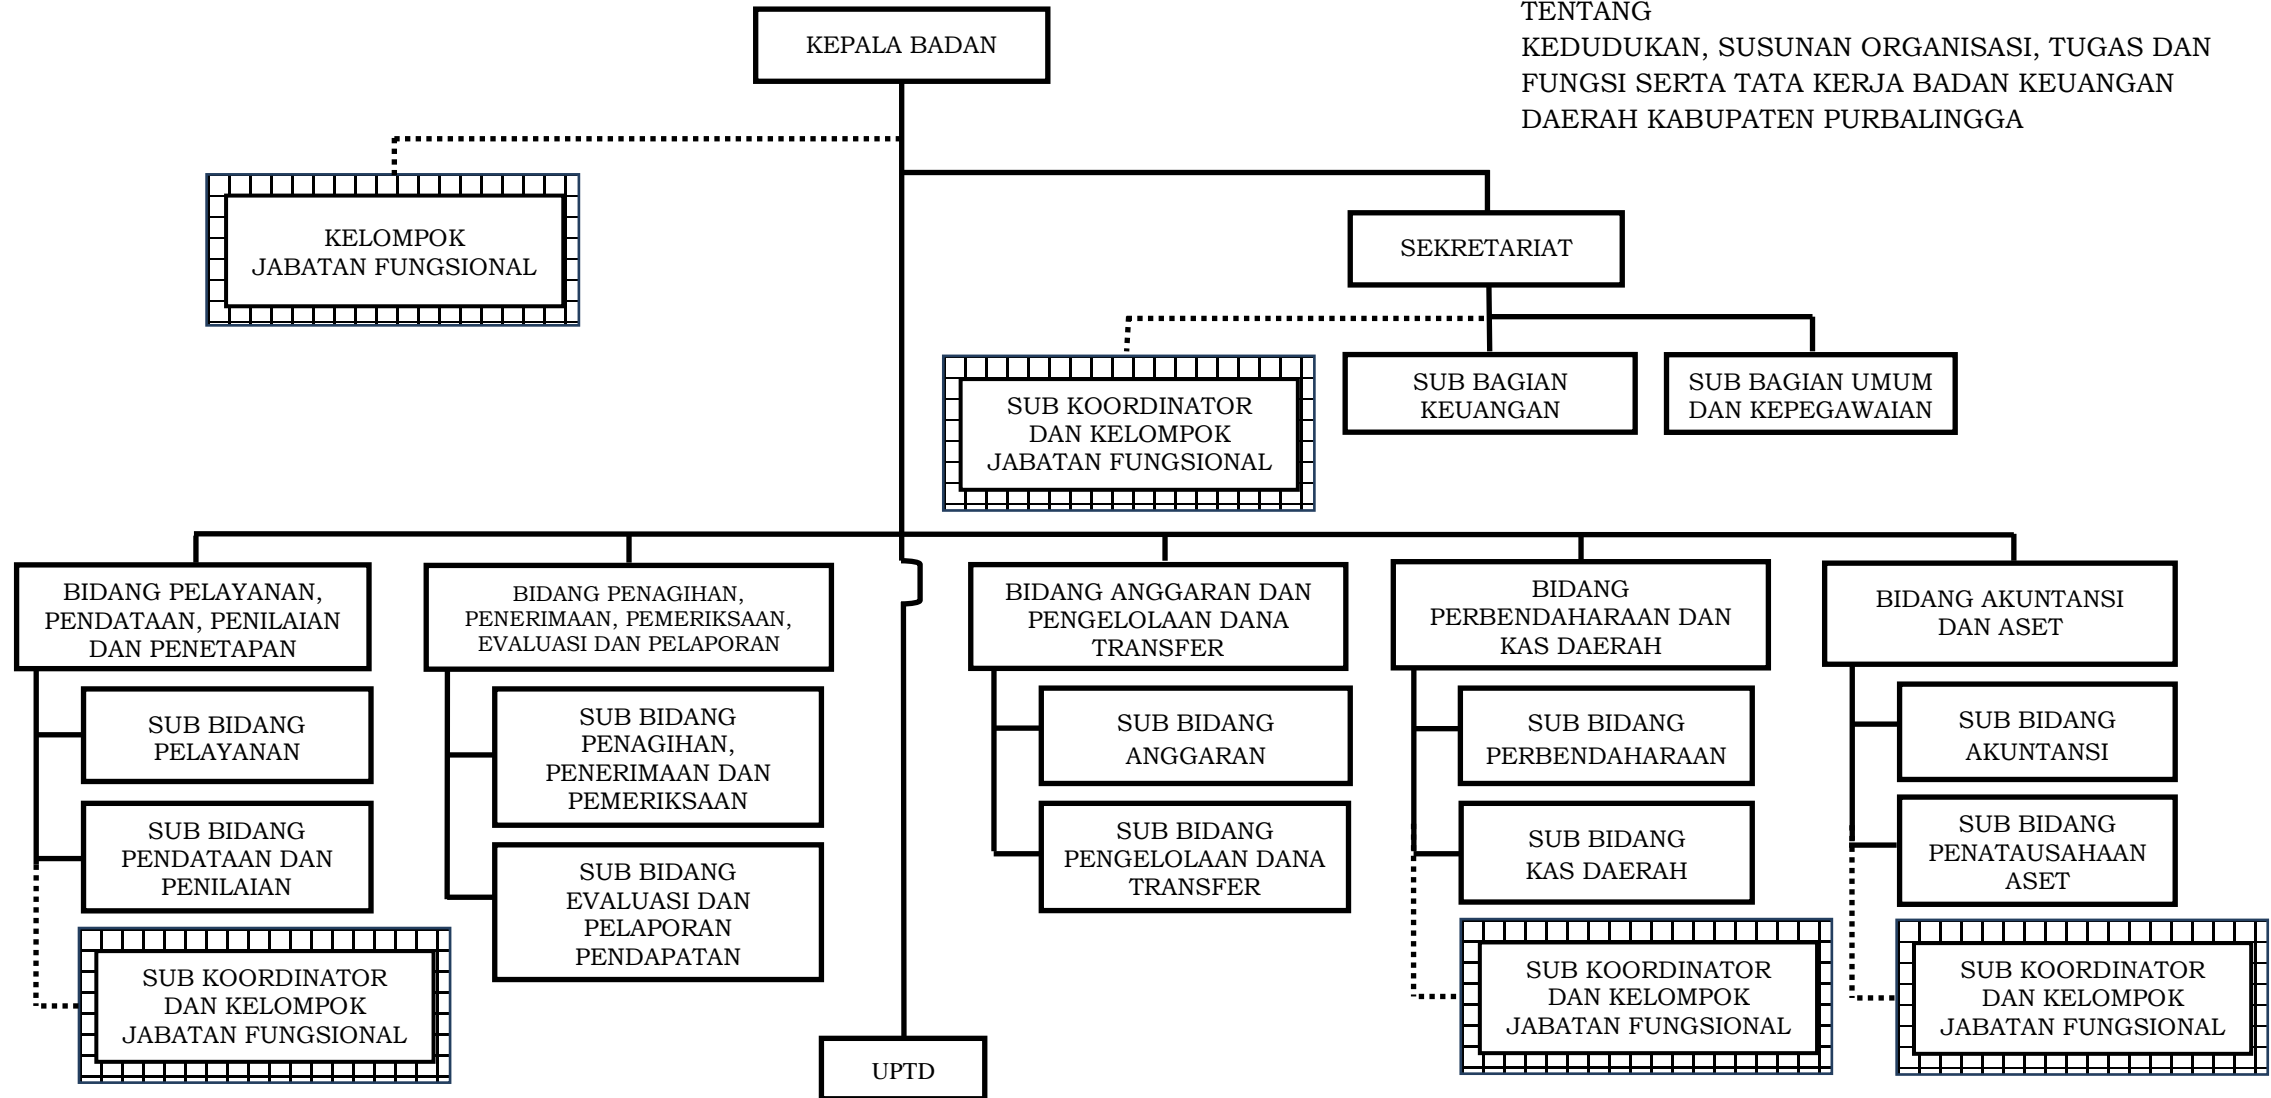 TENTANG
KEDUDUKAN, SUSUNAN ORGANISASI, TUGAS DAN
FUNGSI SERTA TATA KERJA BADAN KEUANGAN
DAERAH KABUPATEN PURBALINGGA
KEPALA BADAN
KELOMPOK
JABATAN FUNGSIONAL
SEKRETARIAT
SUB KOORDINATOR
DAN KELOMPOK
JABATAN FUNGSIONAL
SUB BAGIAN
KEUANGAN
SUB BAGIAN UMUM
DAN KEPEGAWAIAN
BIDANG PELAYANAN,
PENDATAAN, PENILAIAN
DAN PENETAPAN
SUB BIDANG
PELAYANAN
SUB BIDANG
PENDATAAN DAN
PENILAIAN
SUB KOORDINATOR
DAN KELOMPOK
JABATAN FUNGSIONAL
BIDANG PENAGIHAN,
PENERIMAAN, PEMERIKSAAN,
EVALUASI DAN PELAPORAN
SUB BIDANG
PENAGIHAN,
PENERIMAAN DAN
PEMERIKSAAN
SUB BIDANG
EVALUASI DAN
PELAPORAN
PENDAPATAN
UPTD
BIDANG ANGGARAN DAN
PENGELOLAAN DANA
TRANSFER
SUB BIDANG
ANGGARAN
SUB BIDANG
PENGELOLAAN DANA
TRANSFER
BIDANG
PERBENDAHARAAN DAN
KAS DAERAH
SUB BIDANG
PERBENDAHARAAN
SUB BIDANG
KAS DAERAH
SUB KOORDINATOR
DAN KELOMPOK
JABATAN FUNGSIONAL
BIDANG AKUNTANSI
DAN ASET
SUB BIDANG
AKUNTANSI
SUB BIDANG
PENATAUSAHAAN
ASET
SUB KOORDINATOR
DAN KELOMPOK
JABATAN FUNGSIONAL